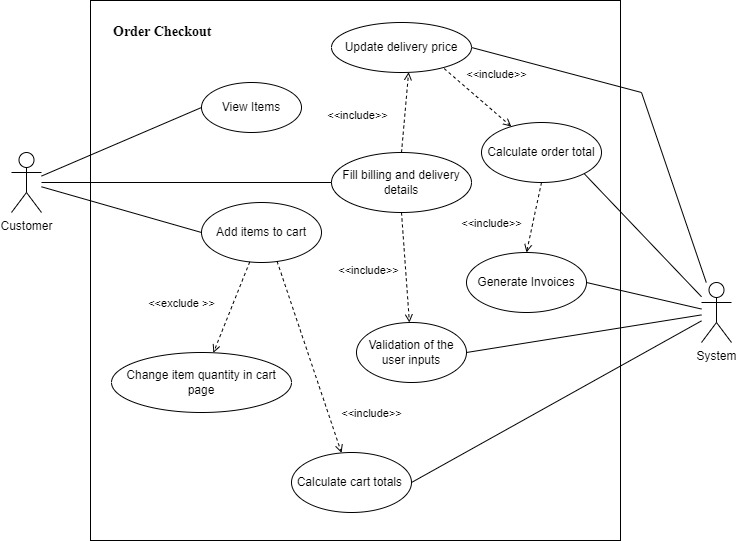 Order Checkout
Update delivery price
<<include>>
View Items
<<include>>
Calculate order total
Fill billing and delivery
details
Customer
Add items to cart
<<include>>
<<include>>
Generate Invoices
<<exclude >>
Validation of the
user inputs
System
Change item quantity in cart
page
<<include>>
Calculate cart totals